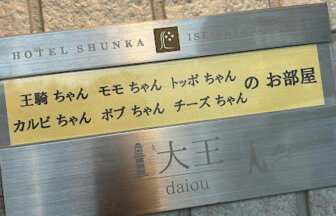 HOTEL SHUNKA
王騎ちゃん モモちゃん トッポちゃん
カルビちゃん ボブちゃん チーズちゃん
のお部屋
大王
daiou